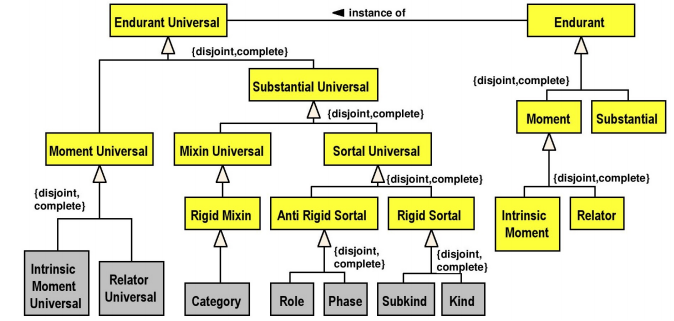 Endurant Universal
instance of
Endurant
{disjoint,complete}
Substantial Universal
{disjoint,complete}
{disjoint,complete}
Moment
Substantial
Moment Universal
Mixin Universal
Sortal Universal
{disjoint,
complete}
{disjoint,complete}
{disjoint,complete}
Rigid Mixin
Anti Rigid Sortal
Rigid Sortal
Intrinsic
Moment
Relator
Intrinsic
Moment
Universal
Relator
Universal
{disjoint,
complete}
{disjoint,
complete}
Category
Role
Phase
Subkind
Kind